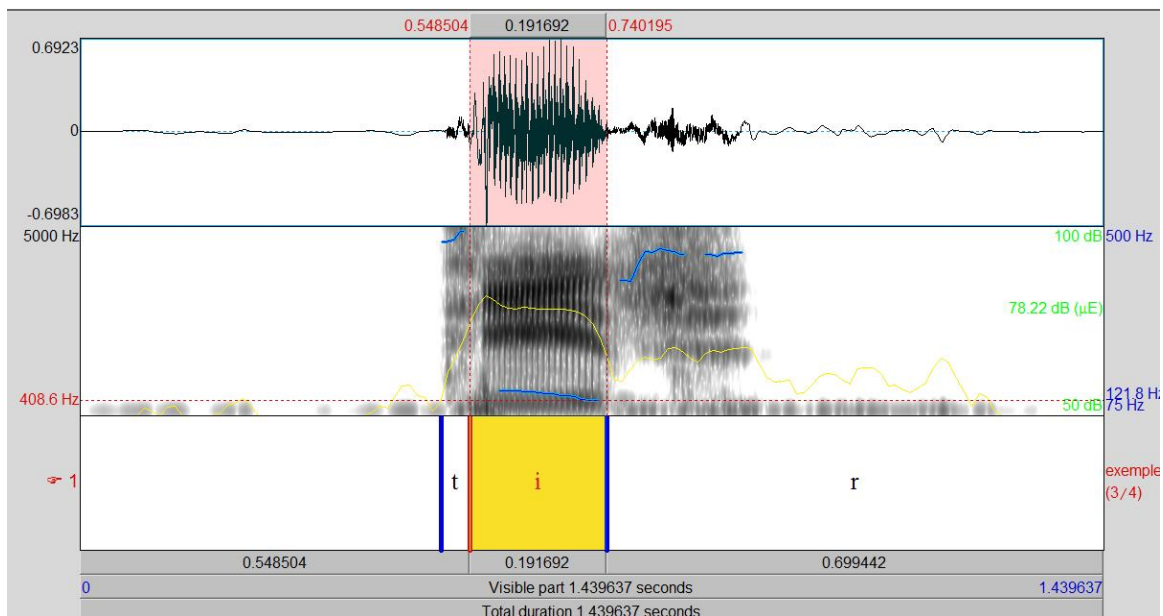 0.548504 0.191692 0.740195
0.6923
0
-0.6983
5000 Hz 100 dB 500 Hz
78.22 dB (µE)
408.6 Hz 121.8 Hz
50 dB 75 Hz
☞ 1 t i r exemple
(3/4)
0.548504 0.191692 0.699442
0 Visible part 1.439637 seconds 1.439637
Total duration 1.439637 seconds